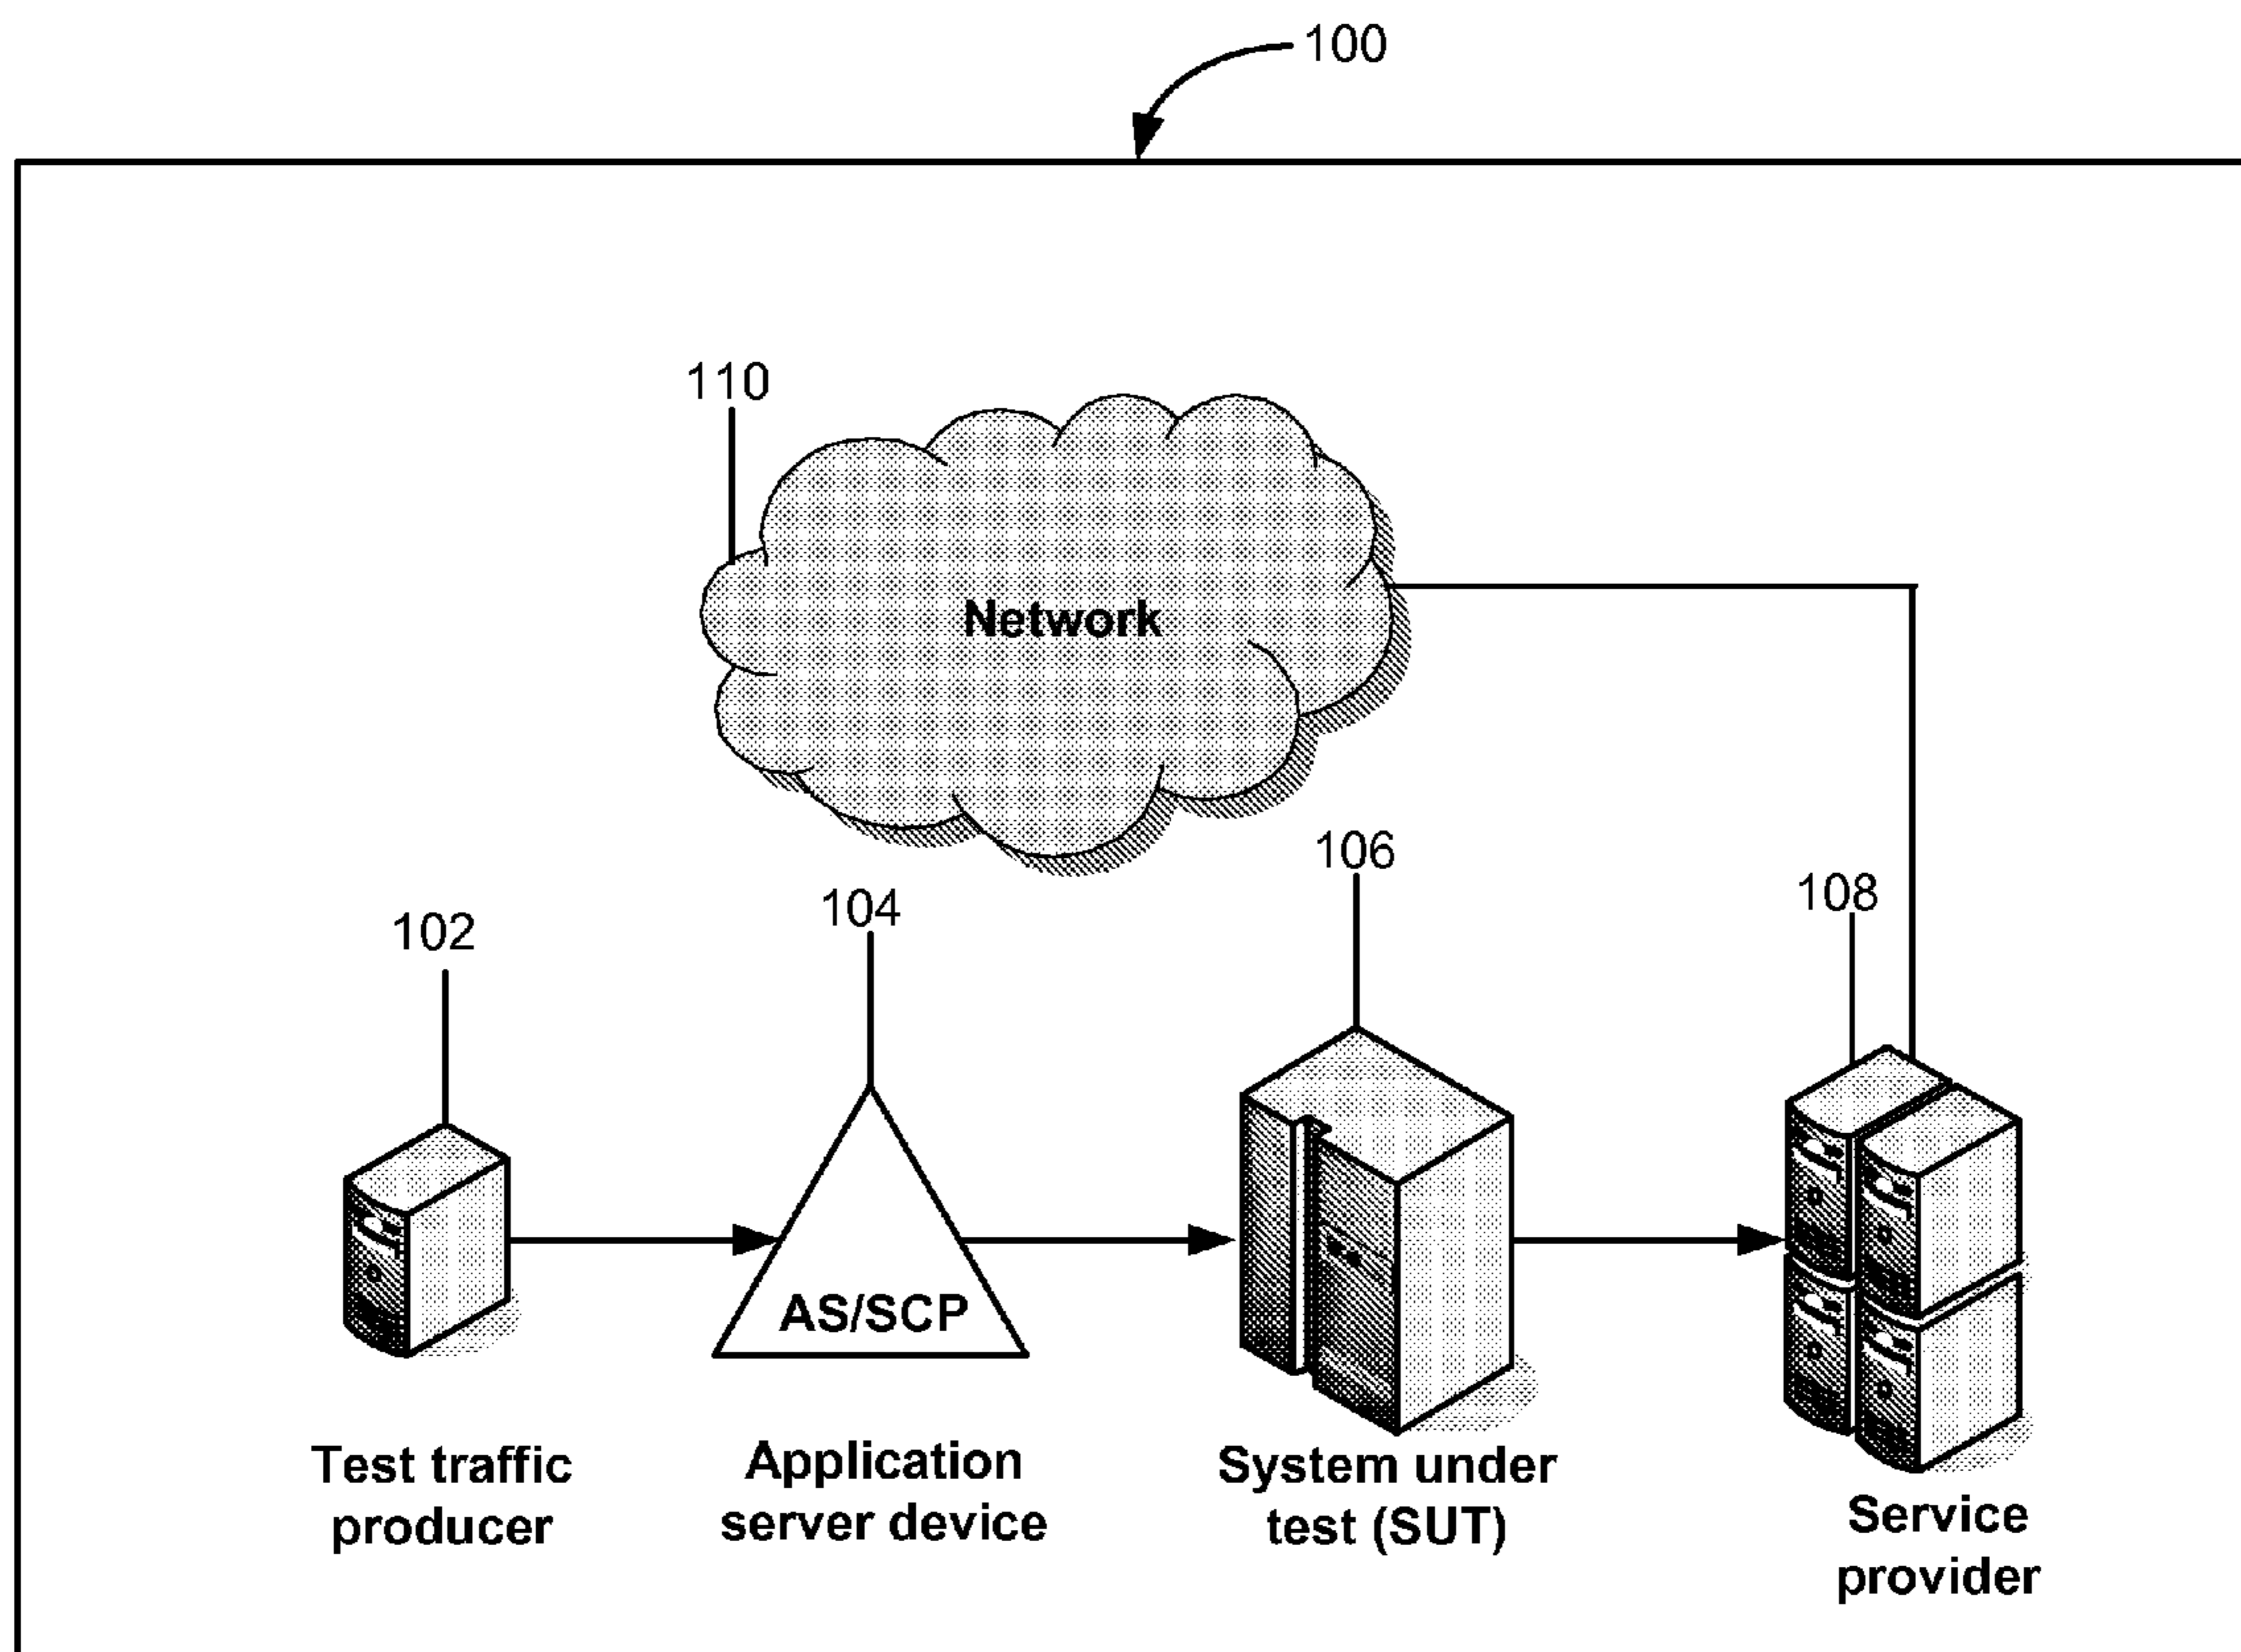 100
110
Network
106
104
108
102
AS/SCP
Test traffic
producer
Application
server device
System under
test (SUT)
Service
provider